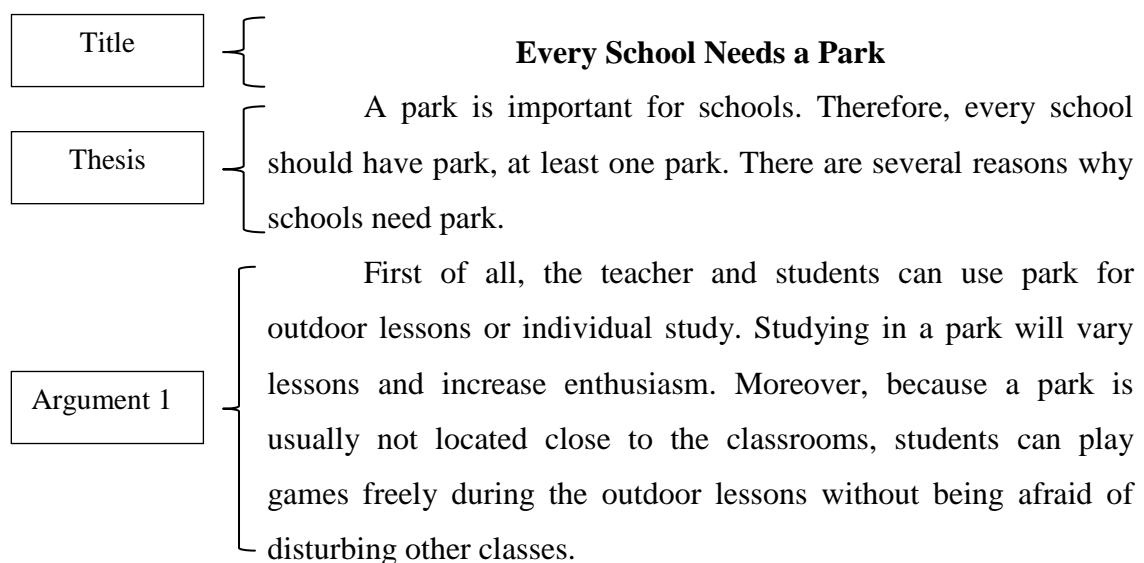 Title
Every School Needs a Park
A park is important for schools. Therefore, every school
Thesis
should have park, at least one park. There are several reasons why
schools need park.
First of all, the teacher and students can use park for
outdoor lessons or individual study. Studying in a park will vary
Argument 1
lessons and increase enthusiasm. Moreover, because a park is
usually not located close to the classrooms, students can play
games freely during the outdoor lessons without being afraid of
disturbing other classes.